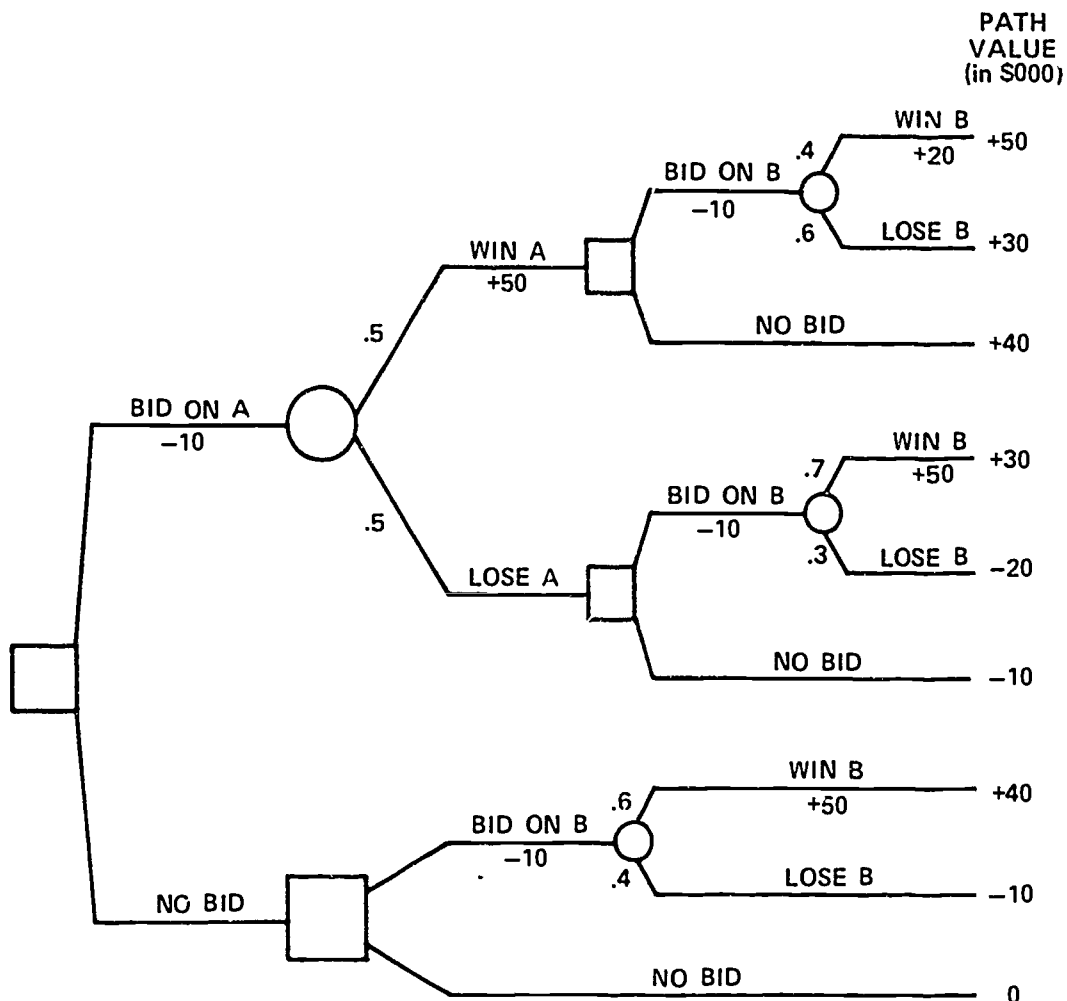 PATH
VALUE
(in $000)
WIN B
.4
+20
+50
BID ON B
-10
.6
LOSE B
+30
WIN A
+50
NO BID
+40
.5
BID ON A
-10
WIN B
.7
+50
+30
BID ON B
-10
.5
.3
LOSE B
-20
LOSE A
NO BID
-10
WIN B
.6
+50
+40
BID ON B
-10
.4
LOSE B
-10
NO BID
NO BID
0